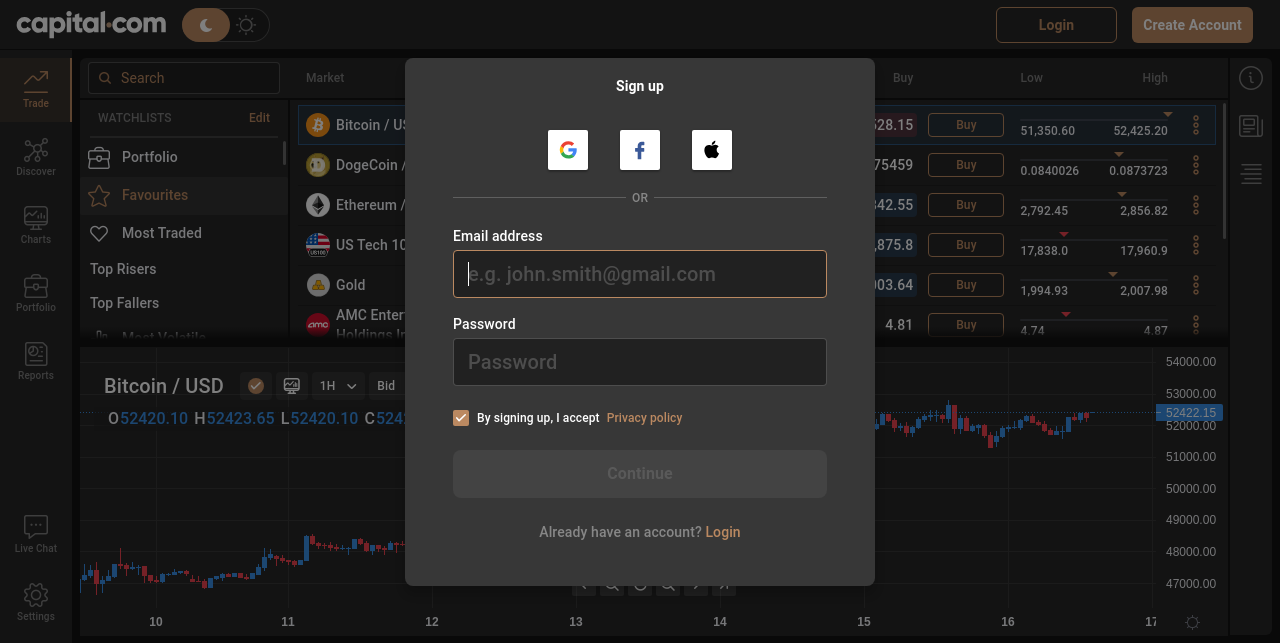 capital.com
Login
Create Account
Trade
Discover
Charts
Portfolio
Reports
Live Chat
Settings
Search
WATCHLISTS Edit
Portfolio
Favourites
Most Traded
Top Risers
Top Fallers
Most Volatile
Market Buy Low High
Bitcoin / US 528.15 Buy 51,350.60 52,425.20
DogeCoin / 75459 Buy 0.0840026 0.0873723
Ethereum / 842.55 Buy 2,792.45 2,856.82
US Tech 10 ,875.8 Buy 17,838.0 17,960.9
Gold 003.64 Buy 1,994.93 2,007.98
AMC Enter
Holdings In 4.81 Buy 4.74 4.87
Sign up
OR
Email address
e.g. john.smith@gmail.com
Password
Password
By signing up, I accept Privacy policy
Continue
Already have an account? Login
Bitcoin / USD 1H Bid
O52420.10 H52423.65 L52420.10 C524
54000.00
53000.00
52422.15
52000.00
51000.00
50000.00
49000.00
48000.00
47000.00
10 11 12 13 14 15 16 17